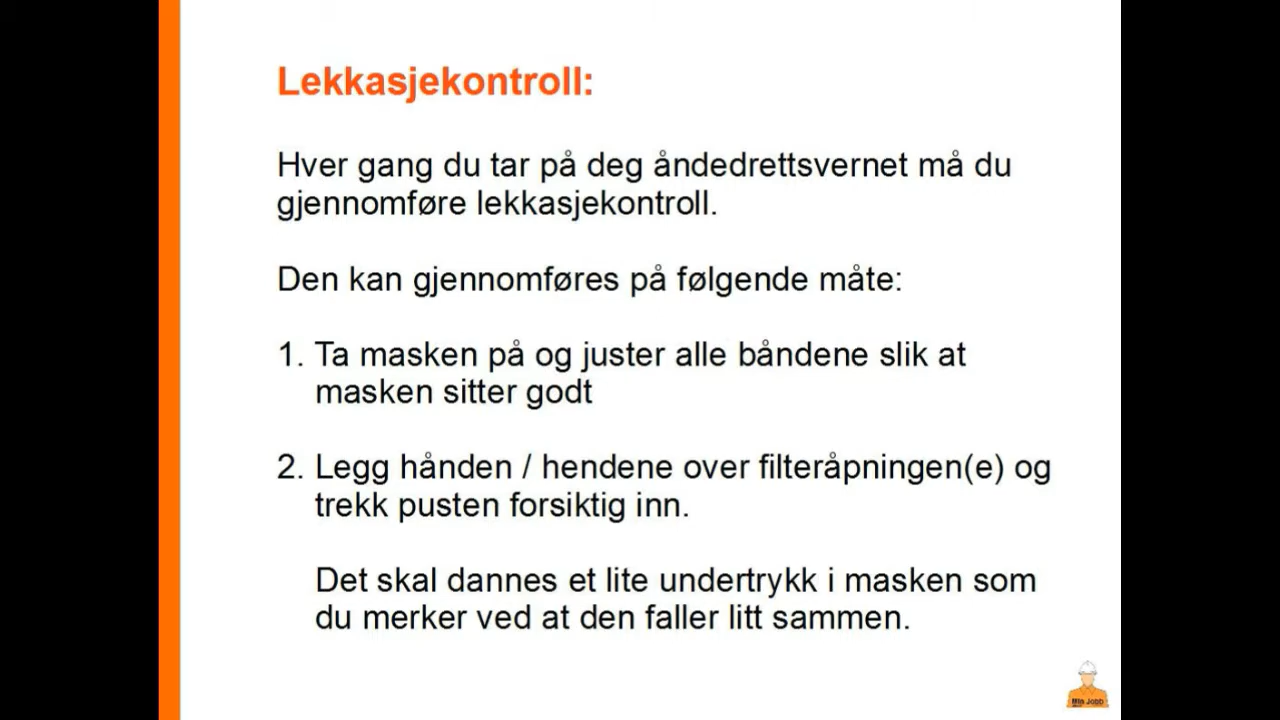 Lekkasjekontroll:
Hver gang du tar på deg åndedrettsvernet må du
gjennomføre lekkasjekontroll.
Den kan gjennomføres på følgende måte:
1. Ta masken på og juster alle båndene slik at
masken sitter godt
2. Legg hånden / hendene over filteråpningen(e) og
trekk pusten forsiktig inn.
Det skal dannes et lite undertrykk i masken som
du merker ved at den faller litt sammen.
Min Jobb